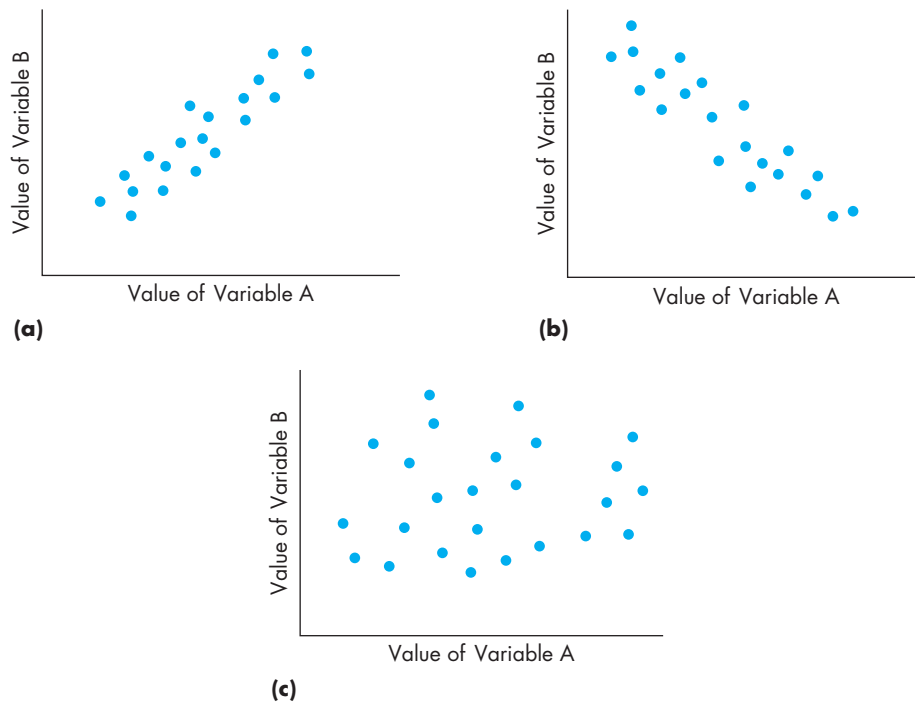 Value of Variable B
Value of Variable A
(a)
Value of Variable B
Value of Variable A
(b)
Value of Variable B
Value of Variable A
(c)